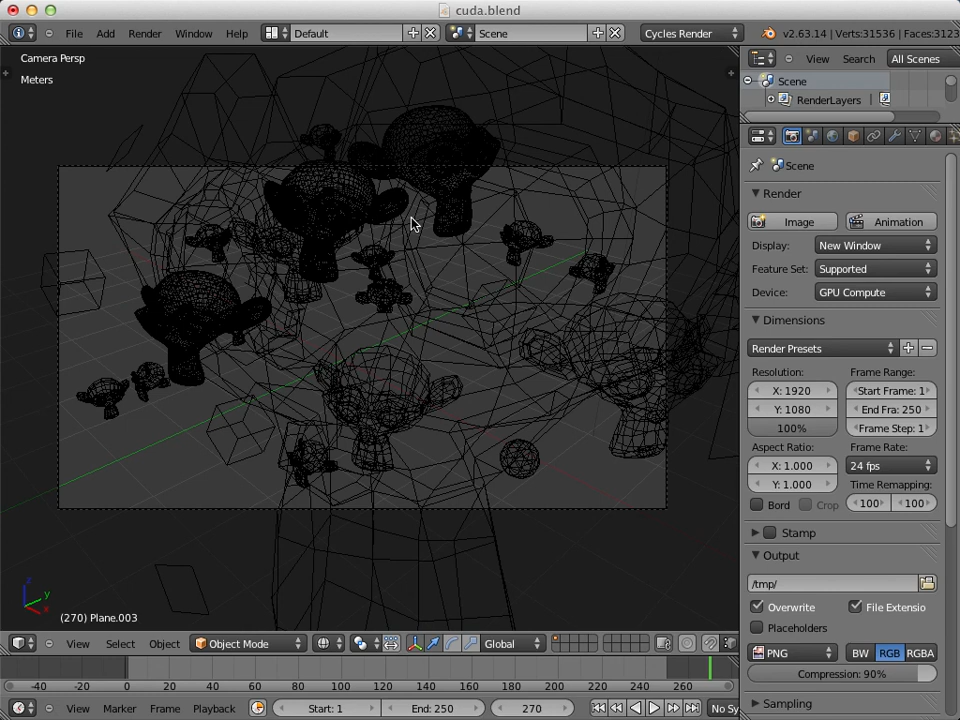 cuda.blend
File Add Render Window Help Default Scene Cycles Render v2.63.14 | Verts:31536 | Faces:3123
Camera Persp
Meters
View Search All Scenes
Scene
RenderLayers
Scene
Render
Image Animation
Display: New Window
Feature Set: Supported
Device: GPU Compute
Dimensions
Render Presets
Resolution: Frame Range:
X: 1920 Start Frame: 1
Y: 1080 End Fra: 250
100% Frame Step: 1
Aspect Ratio: Frame Rate:
X: 1.000 24 fps
Y: 1.000 Time Remapping:
Bord Crop 100 100
Stamp
Output
/tmp/
Overwrite File Extensio
Placeholders
PNG BW RGB RGBA
Compression: 90%
Sampling
z
y
x
(270) Plane.003
View Select Object Object Mode Global
-40 -20 0 20 40 60 80 100 120 140 160 180 200 220 240 260
View Marker Frame Playback Start: 1 End: 250 270 No Sy